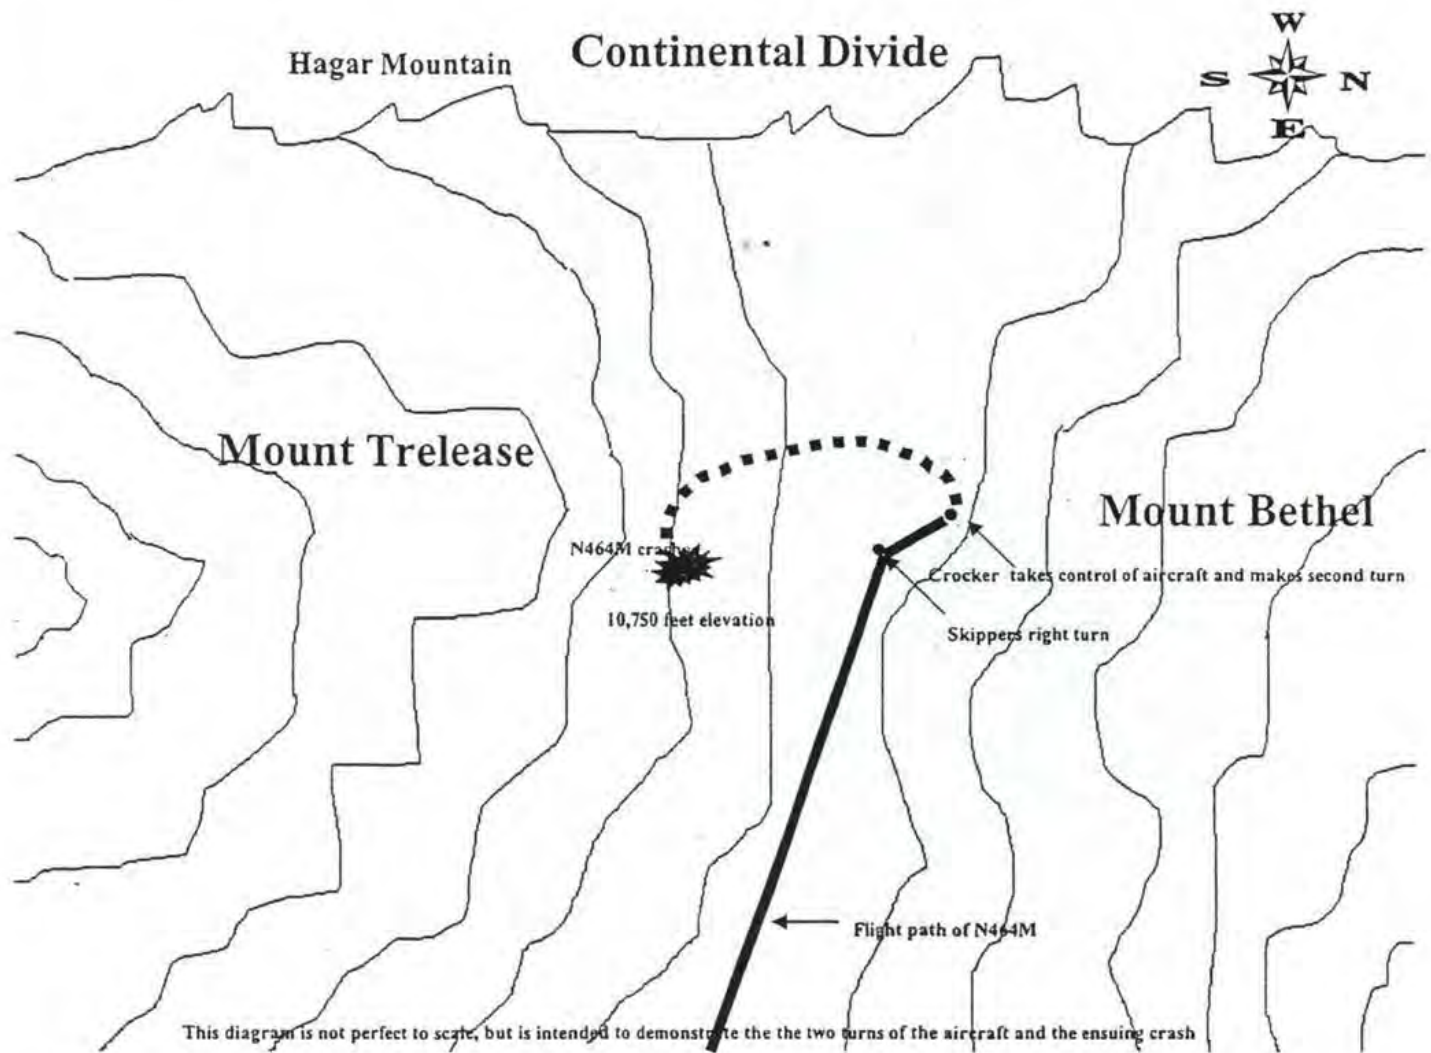 W
Continental Divide
Hagar Mountain
S N
E
Mount Trelease
Mount Bethel
N464M crashed
Crocker takes control of aircraft and makes second turn
10,750 feet elevation
Skippers right turn
Flight path of N464M
This diagram is not perfect to scale, but is intended to demonstrate the the two turns of the aircraft and the ensuing crash